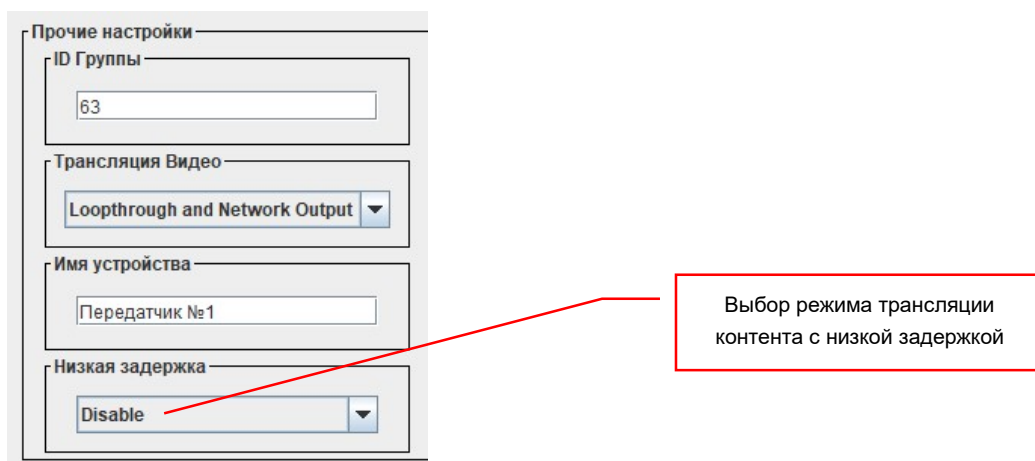 Прочие настройки
ID Группы
63
Трансляция Видео
Loopthrough and Network Output
Имя устройства
Передатчик №1
Низкая задержка
Disable
Выбор режима трансляции
контента с низкой задержкой